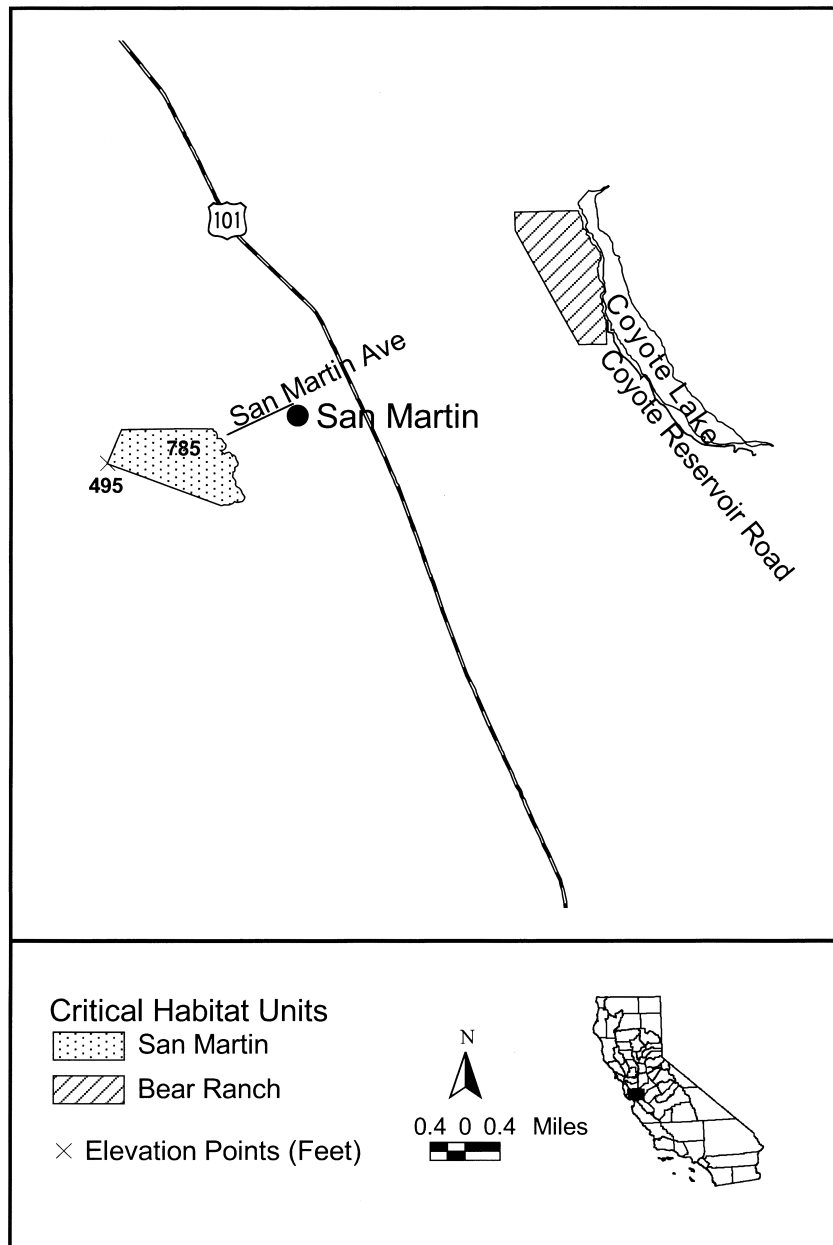 101
San Martin Ave
San Martin
785
495
Coyote Lake
Coyote Reservoir Road
Critical Habitat Units
San Martin
Bear Ranch
Elevation Points (Feet)
N
0.4 0 0.4 Miles